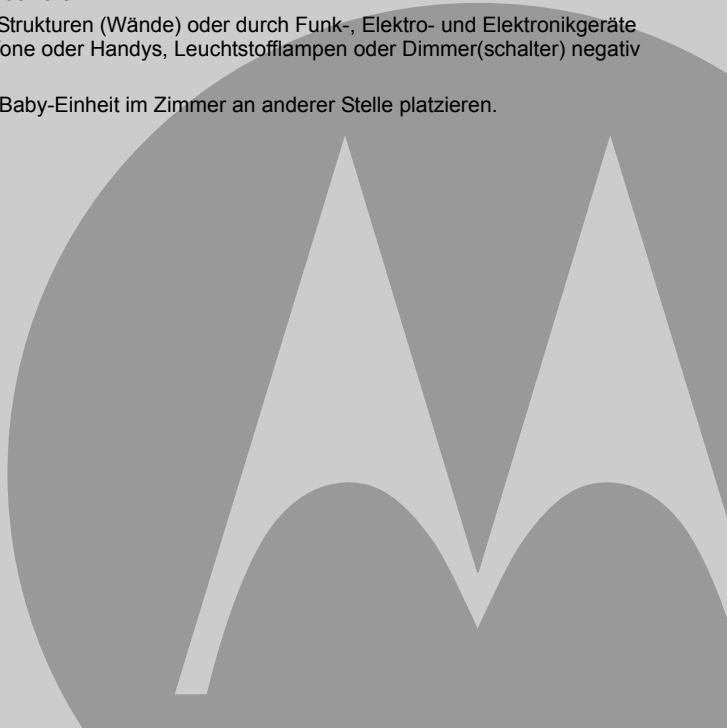 Strukturen (Wände) oder durch Funk-, Elektro- und Elektronikgeräte
oder Handys, Leuchtstofflampen oder Dimmer(schalter) negativ
Baby-Einheit im Zimmer an anderer Stelle platzieren.